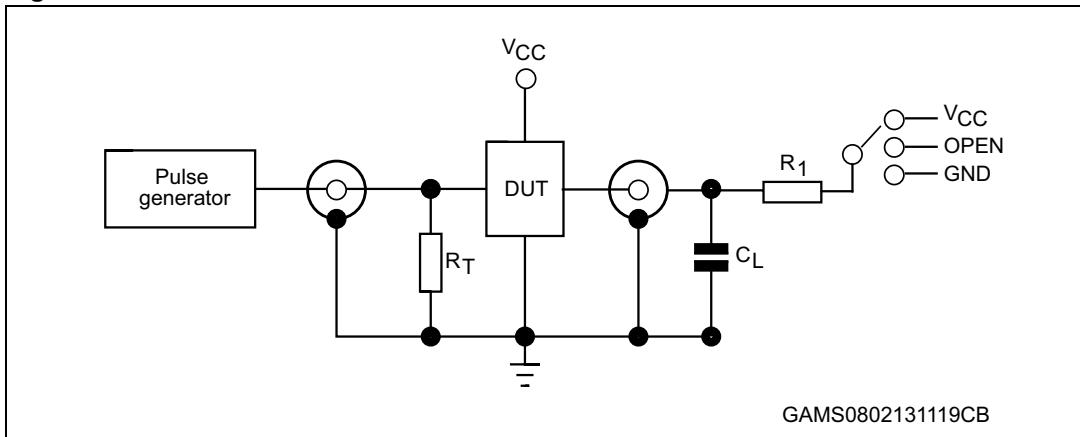 VCC
Pulse
generator
DUT
RT
CL
R1
VCC
OPEN
GND
GAMS0802131119CB